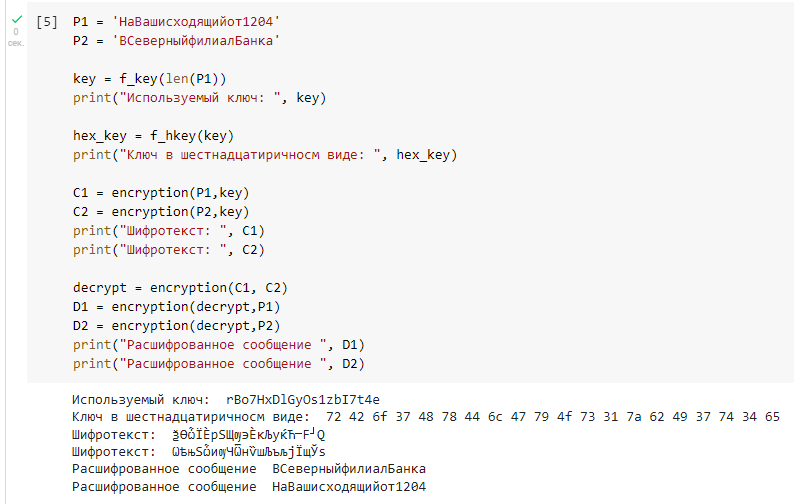 [5] P1 = 'НаВашисходящийот1204'
P2 = 'ВСеверныйфилиалБанка'
key = f_key(len(P1))
0
сек.
print("Используемый ключ: ", key)
hex_key = f_hkey(key)
print("Ключ в шестнадцатиричносм виде: ", hex_key)
C1 = encryption(P1,key)
C2 = encryption(P2,key)
print("Шифротекст: ", C1)
print("Шифротекст: ", C2)
decrypt = encryption(C1, C2)
D1 = encryption(decrypt,P1)
D2 = encryption(decrypt,P2)
print("Расшифрованное сообщение ", D1)
print("Расшифрованное сообщение ", D2)
Используемый ключ:  rBo7HxDlGyOs1zbI7t4e
Ключ в шестнадцатиричносм виде:  72 42 6f 37 48 78 44 6c 47 79 4f 73 31 7a 62 49 37 74 34 65
Шифротекст:  ѯѲѽЇЀрЅЩѹэЀкЉуќЋ─F┘Q
Шифротекст:  ѠѣњЅѽиѹЧѾнѷшЉъљјЇщЎѕ
Расшифрованное сообщение  ВСеверныйфилиалБанка
Расшифрованное сообщение  НаВашисходящийот1204